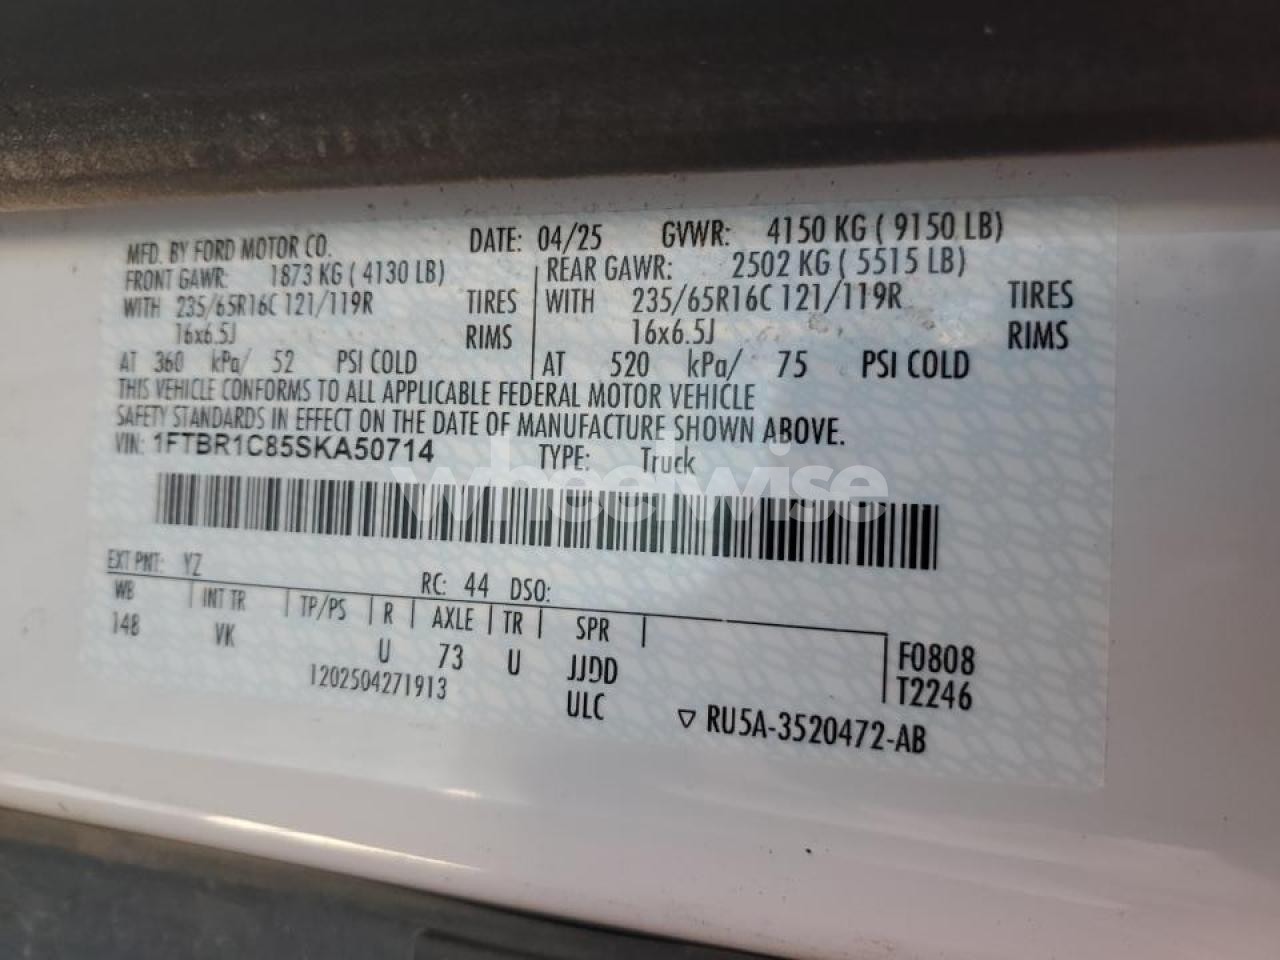 MFD. BY FORD MOTOR CO. DATE: 04/25 GVWR: 4150 KG ( 9150 LB)
FRONT GAWR: 1873 KG ( 4130 LB) REAR GAWR: 2502 KG ( 5515 LB)
WITH 235/65R16C 121/119R TIRES WITH 235/65R16C 121/119R TIRES
16x6.5J RIMS 16x6.5J RIMS
AT 360 kPa/ 52 PSI COLD AT 520 kPa/ 75 PSI COLD
THIS VEHICLE CONFORMS TO ALL APPLICABLE FEDERAL MOTOR VEHICLE
SAFETY STANDARDS IN EFFECT ON THE DATE OF MANUFACTURE SHOWN ABOVE.
VIN: 1FTBR1C85SKA50714 TYPE: Truck
wheelwise
EXT PNT: YZ RC: 44 DSO:
WB INT TR TP/PS R AXLE TR SPR
148 VK U 73 U JJDD F0808
1202504271913 ULC T2246
RU5A-3520472-AB